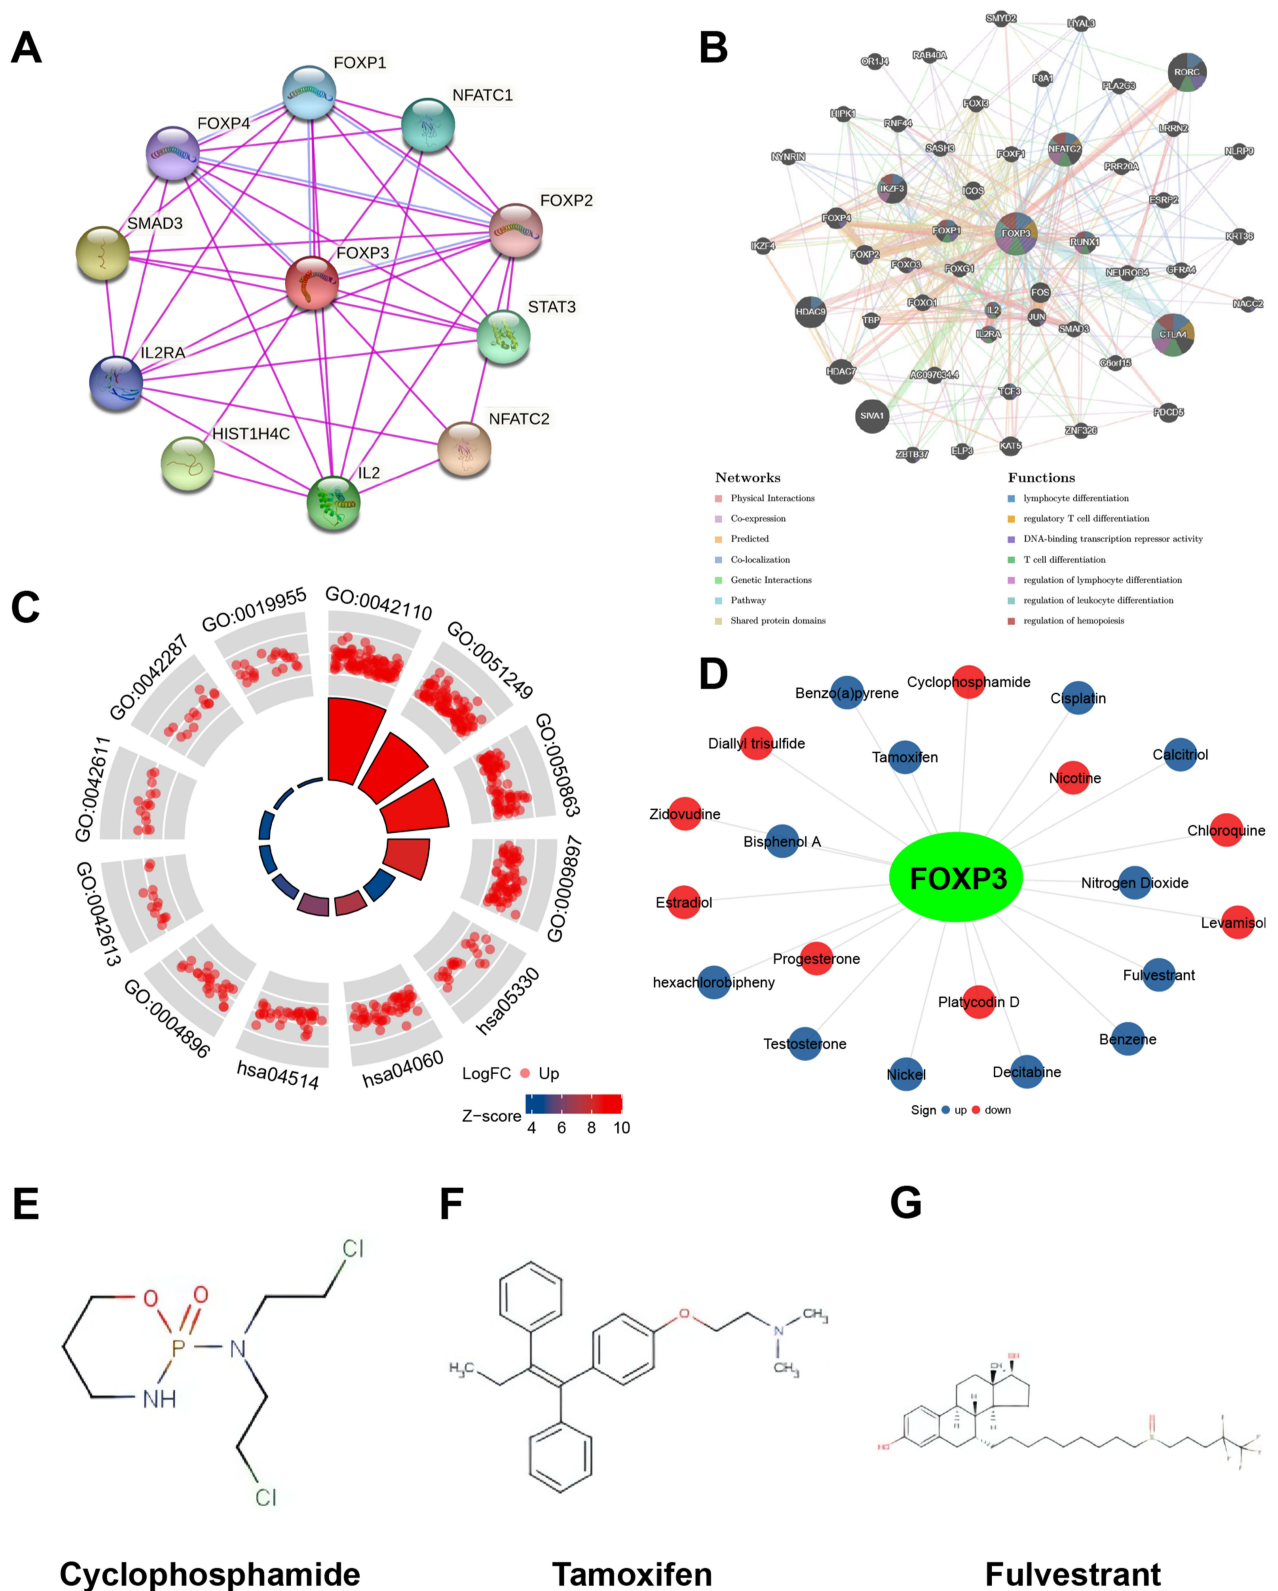 A
FOXP1
NFATC1
FOXP4
FOXP2
SMAD3
FOXP3
STAT3
IL2RA
NFATC2
HIST1H4C
IL2
B
SMYD2
HYAL3
OR1J4
RAB40A
RORC
F8A1
PLA2G3
FOXI3
HIPK1
RNF44
LRRN2
SASH3
NFATC2
NYNRIN
FOXF1
NLRP9
PRR20A
IKZF3
ICOS
ESRP2
FOXP4
FOXP1
FOXP3
RUNX1
KRT36
IKZF4
FOXP2
FOXO3
FOXG1
NEUROD4
GFRA4
FOS
FOXO1
HDAC9
TBP
IL2
JUN
NACC2
IL2RA
SMAD3
CTLA4
C6orf15
HDAC7
AC097634.4
TCF3
SIVA1
PDCD5
ZNF326
ZBTB37
ELP3
KAT5
Networks
Physical Interactions
Co-expression
Predicted
Co-localization
Genetic Interactions
Pathway
Shared protein domains
Functions
lymphocyte differentiation
regulatory T cell differentiation
DNA-binding transcription repressor activity
T cell differentiation
regulation of lymphocyte differentiation
regulation of leukocyte differentiation
regulation of hemopoiesis
C
GO:0042110
GO:0051249
GO:0050863
GO:0009897
hsa05330
hsa04060
hsa04514
GO:0004896
GO:0042613
GO:0042611
GO:0042287
GO:0019955
LogFC Up
Z-score
4 6 8 10
D
Cyclophosphamide
Benzo(a)pyrene
Cisplatin
Diallyl trisulfide
Tamoxifen
Calcitriol
Nicotine
Zidovudine
Bisphenol A
Chloroquine
FOXP3
Nitrogen Dioxide
Estradiol
Levamisol
Progesterone
hexachlorobipheny
Fulvestrant
Platycodin D
Testosterone
Benzene
Nickel
Decitabine
Sign up down
E
Cl
O
O
P
N
NH
Cl
Cyclophosphamide
F
O
CH3
N
H3C
CH3
Tamoxifen
G
OH
CH
H
H
H
HO
S
F
F
F
F
F
Fulvestrant